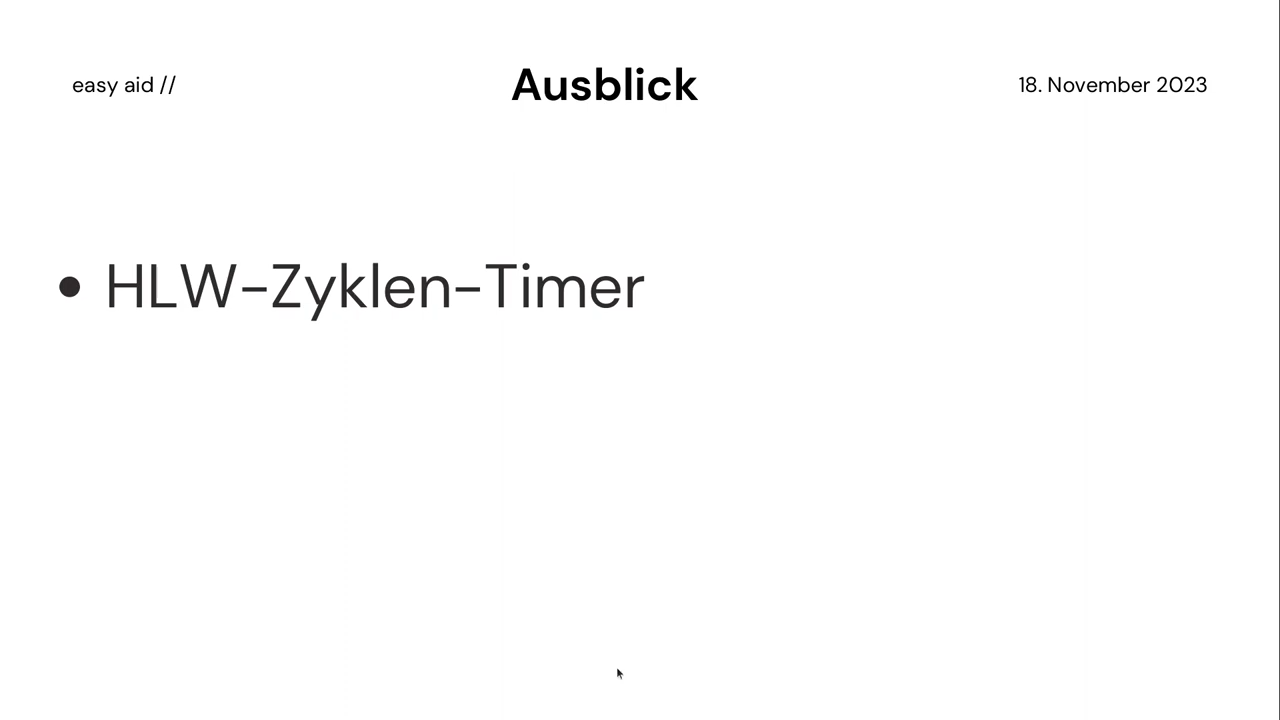 easy aid //
Ausblick
18. November 2023
• HLW-Zyklen-Timer